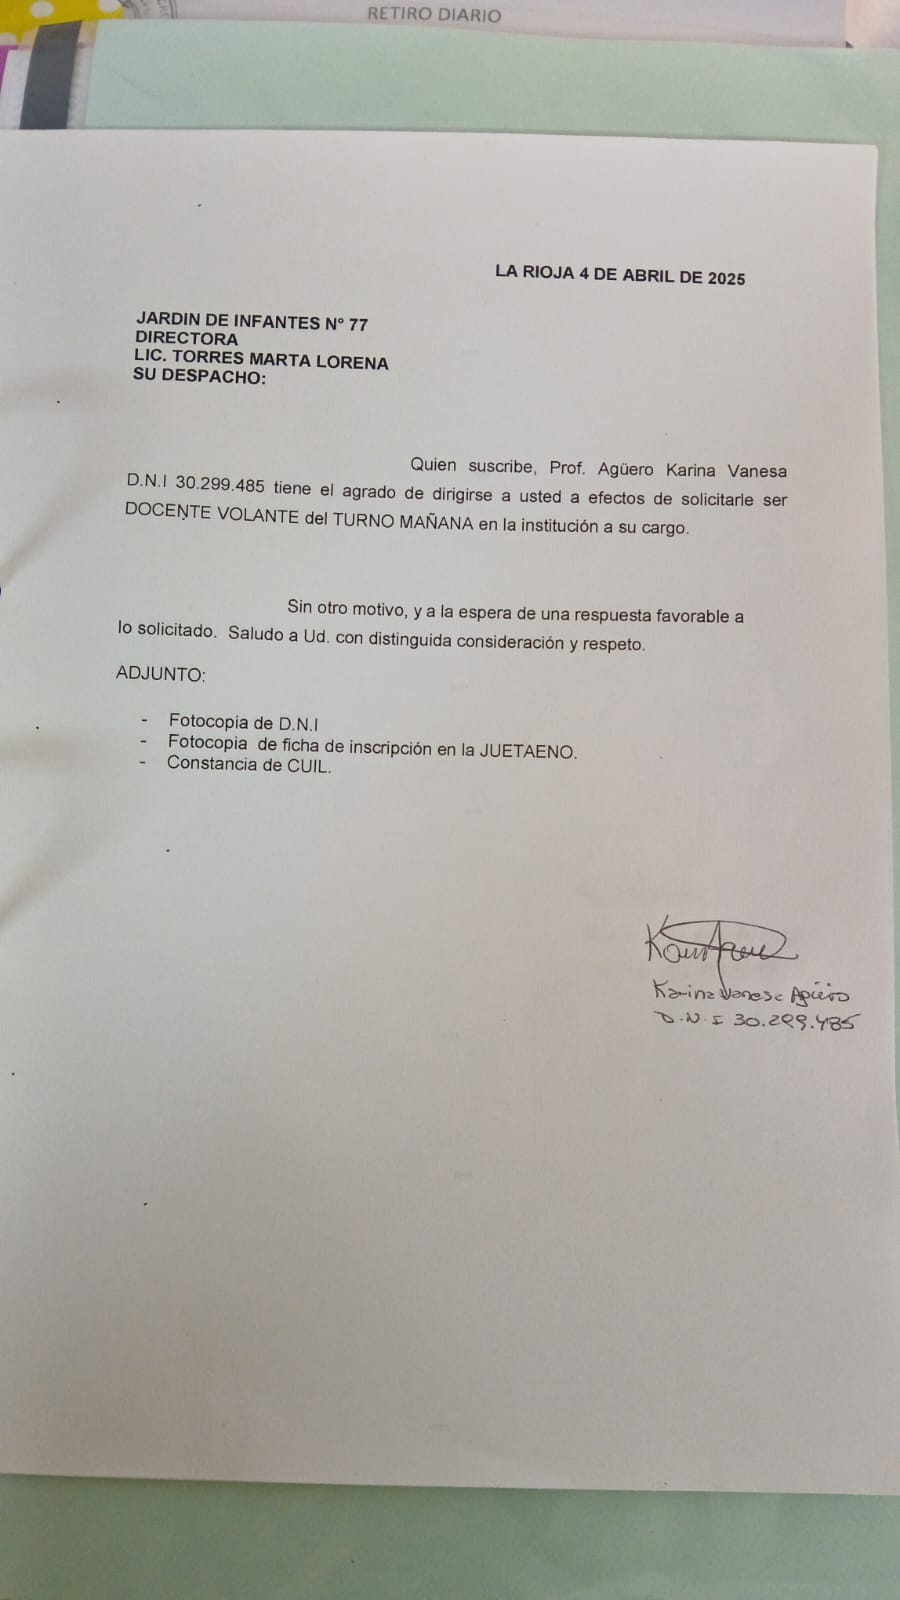 RETIRO DIARIO
LA RIOJA 4 DE ABRIL DE 2025
JARDIN DE INFANTES N° 77
DIRECTORA
LIC. TORRES MARTA LORENA
SU DESPACHO:
Quien suscribe, Prof. Agüero Karina Vanesa
D.N.I 30.299.485 tiene el agrado de dirigirse a usted a efectos de solicitarle ser
DOCENTE VOLANTE del TURNO MAÑANA en la institución a su cargo.
Sin otro motivo, y a la espera de una respuesta favorable a
lo solicitado. Saludo a Ud. con distinguida consideración y respeto.
ADJUNTO:
- Fotocopia de D.N.I
- Fotocopia de ficha de inscripción en la JUETAENO.
- Constancia de CUIL.
Karina Vanesa Agüero
D.N.I 30.299.485